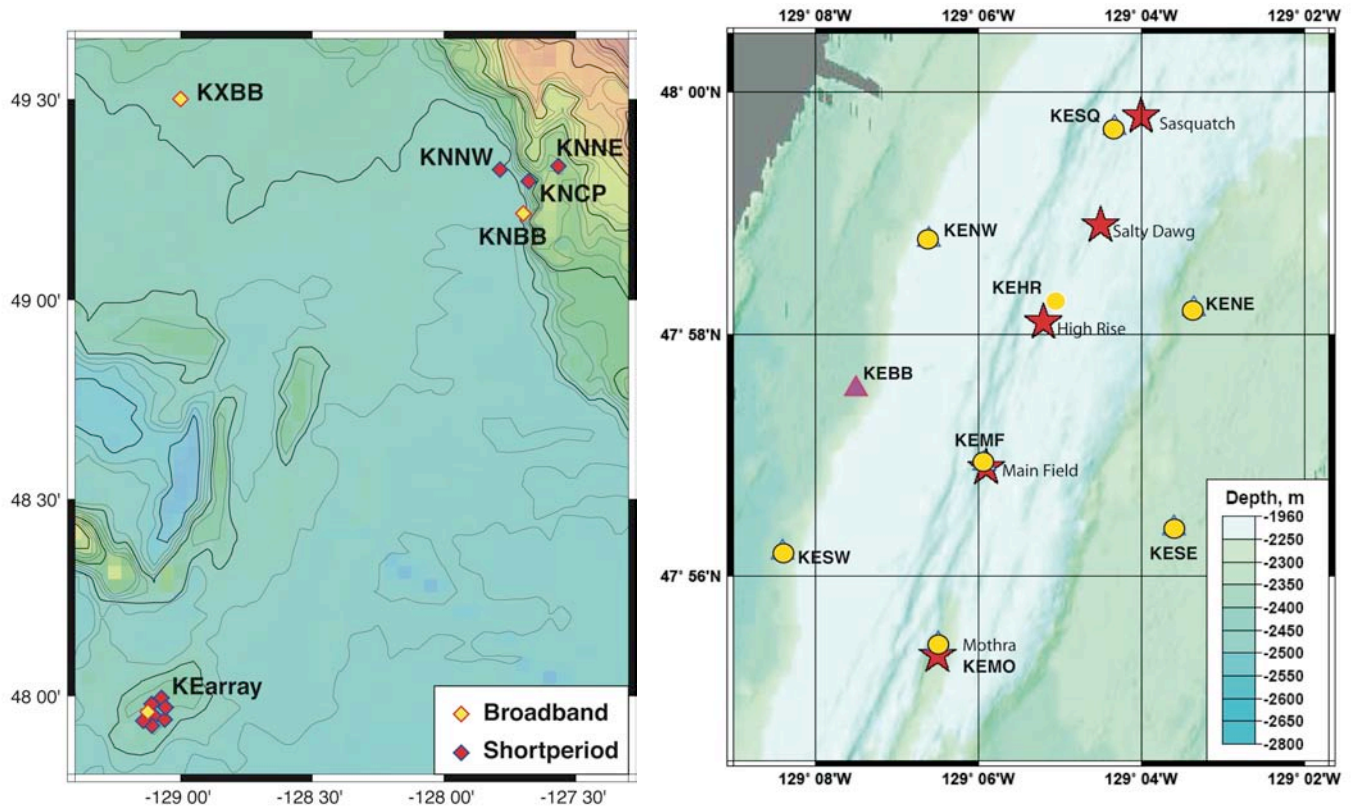 49 30'
49 00'
48 30'
48 00'
-129 00'
-128 30'
-128 00'
-127 30'
KXBB
KNNW
KNNE
KNCP
KNBB
KEarray
Broadband
Shortperiod
129° 08'W
129° 06'W
129° 04'W
129° 02'W
48° 00'N
47° 58'N
47° 56'N
129° 08'W
129° 06'W
129° 04'W
129° 02'W
KESQ
Sasquatch
KENW
Salty Dawg
KEHR
KENE
High Rise
KEBB
KEMF
Main Field
KESW
KESE
Mothra
KEMO
Depth, m
-1960
-2250
-2300
-2350
-2400
-2450
-2500
-2550
-2600
-2650
-2800